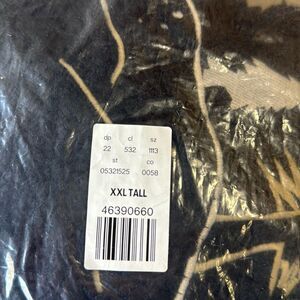 dp cl sz
22 532 1113
st co
05321525 0058
XXL TALL
46390660